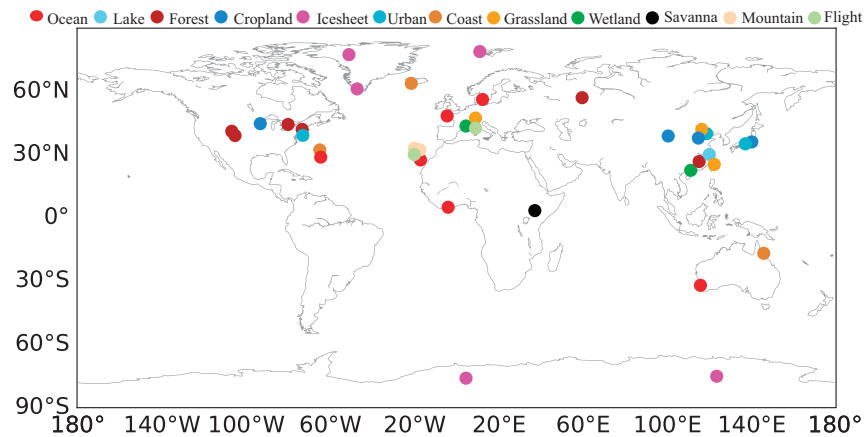 Ocean Lake Forest Cropland Icesheet Urban Coast Grassland Wetland Savanna Mountain Flight
60°N
30°N
0°
30°S
60°S
90°S
180° 140°W 100°W 60°W 20°W 20°E 60°E 100°E 140°E 180°